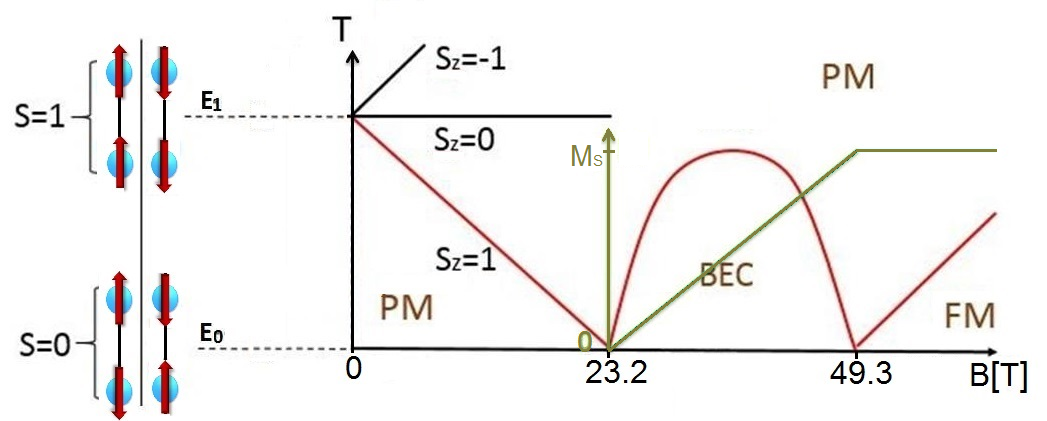 T
S=1
E₁
Sz=-1
PM
Sz=0
Ms
Sz=1
BEC
PM
FM
S=0
E₀
0
0
23.2
49.3
B[T]